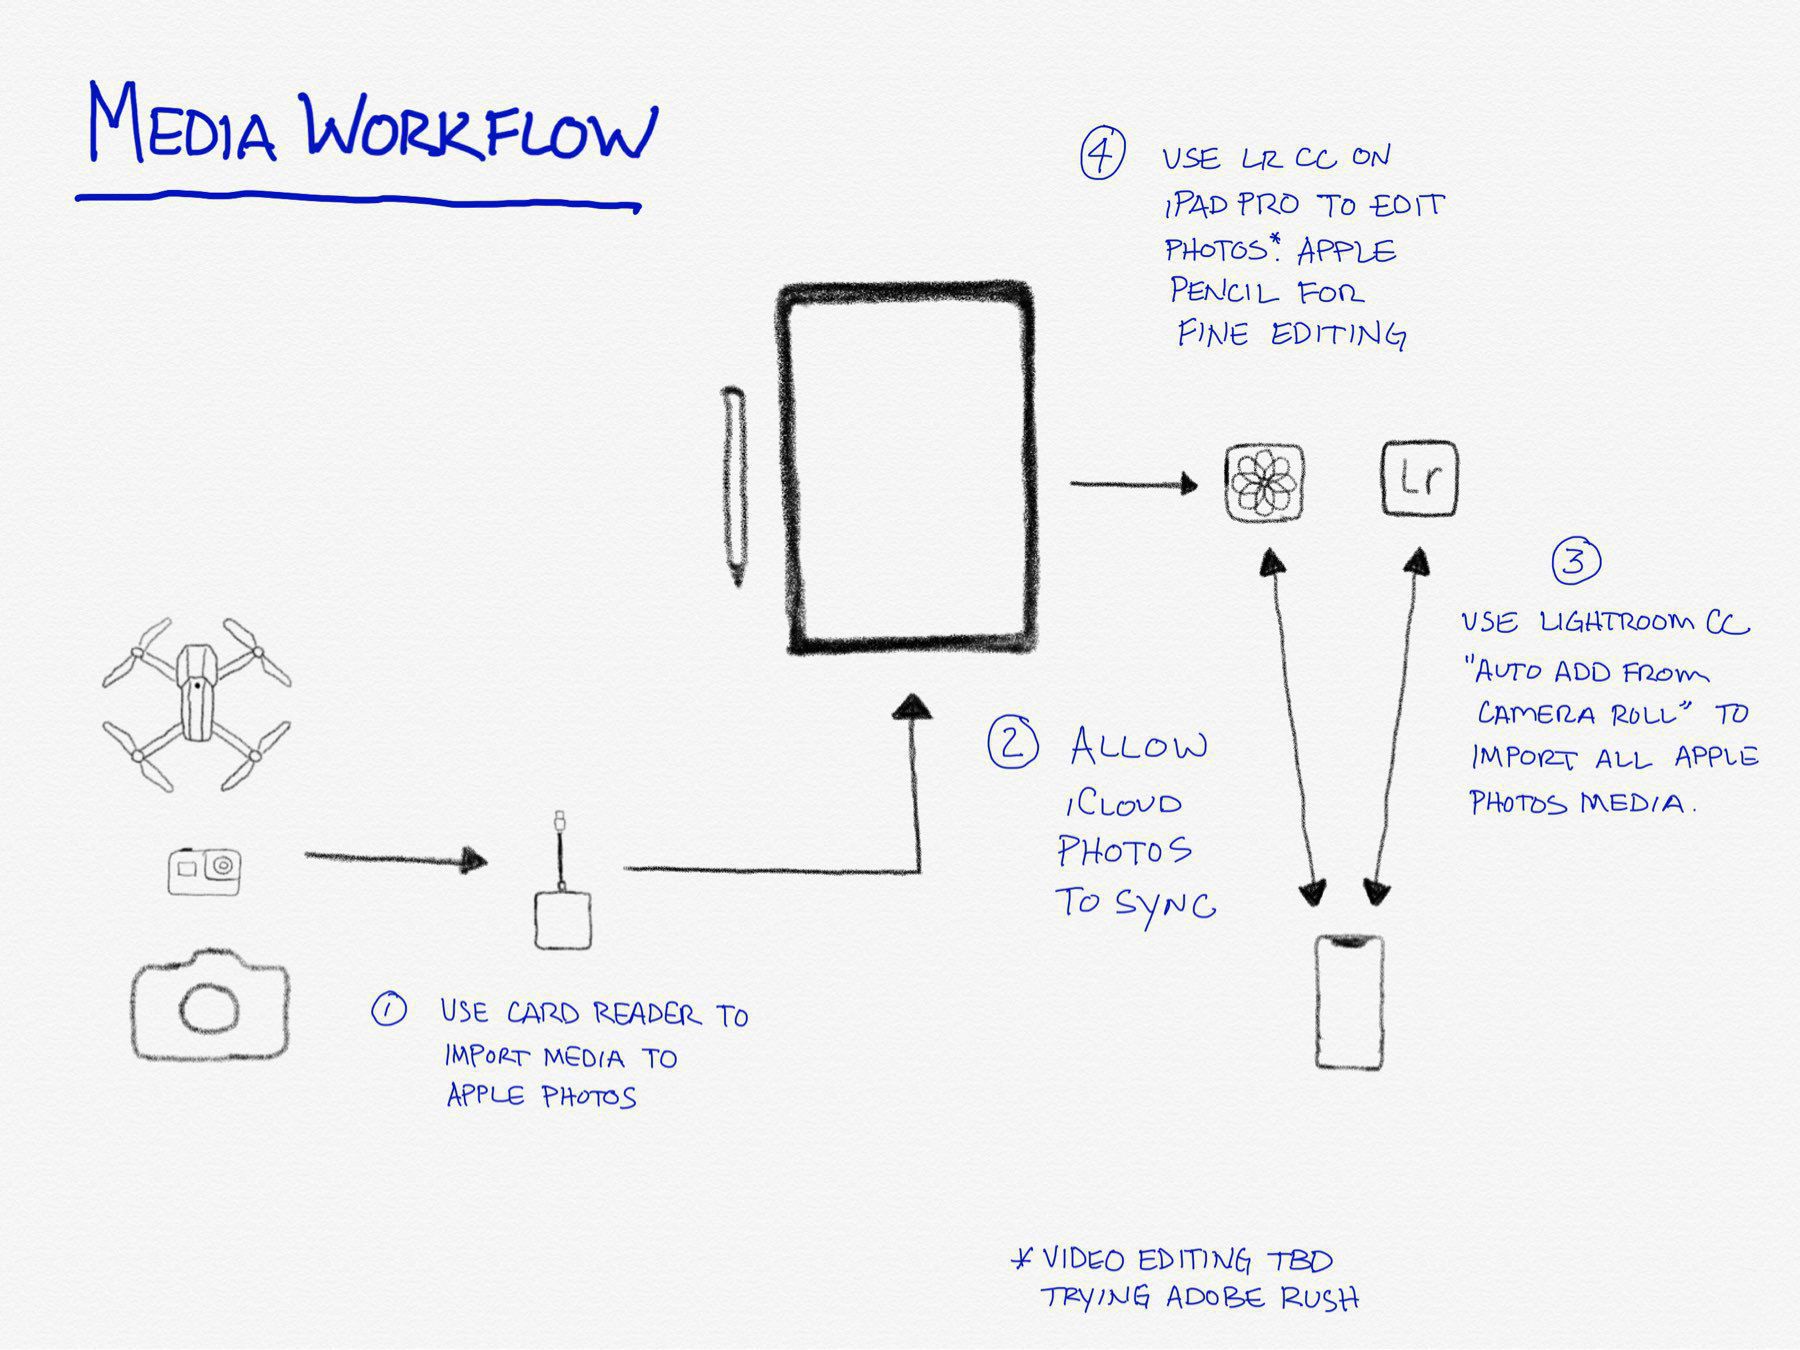 MEDIA WORKFLOW
④ USE LR CC ON
iPAD PRO TO EDIT
PHOTOS*. APPLE
PENCIL FOR
FINE EDITING
Lr
③
USE LIGHTROOM CC
"AUTO ADD FROM
CAMERA ROLL" TO
IMPORT ALL APPLE
PHOTOS MEDIA.
② ALLOW
iCLOUD
PHOTOS
TO SYNC
① USE CARD READER TO
IMPORT MEDIA TO
APPLE PHOTOS
* VIDEO EDITING TBD
TRYING ADOBE RUSH